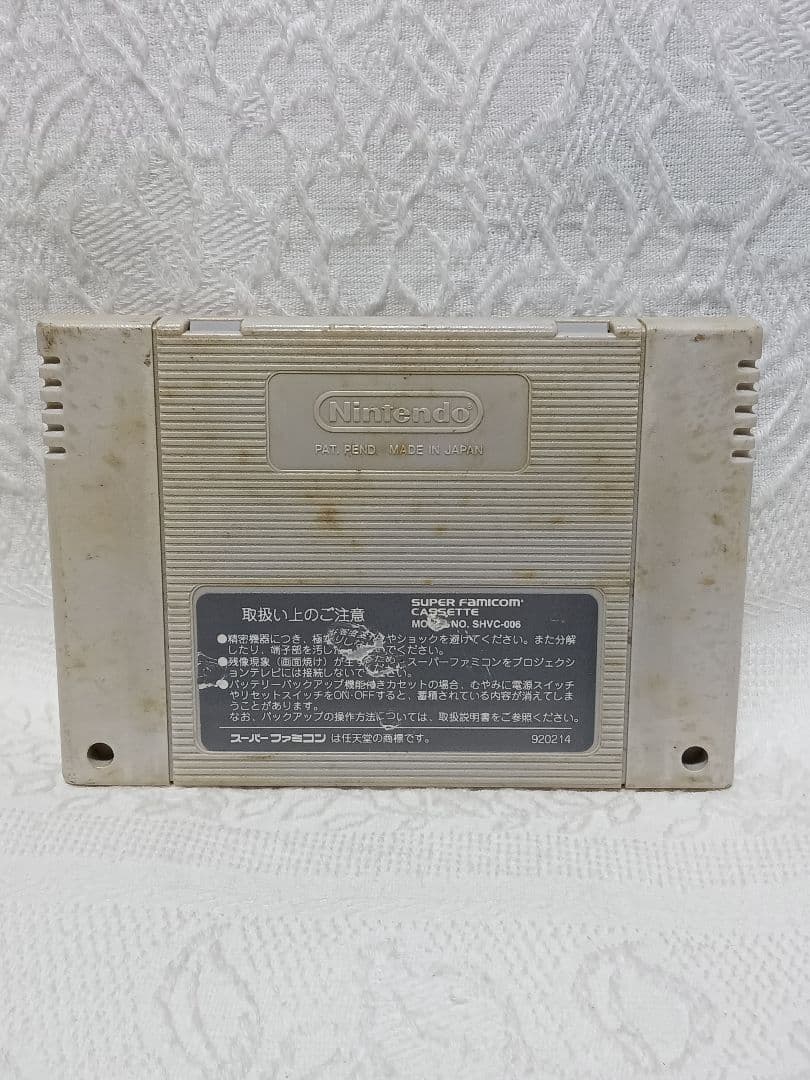 Nintendo®
PAT. PEND. MADE IN JAPAN
取扱い上のご注意
SUPER Famicom®
CASSETTE
NO. SHVC-006
●精密機器につき、極 ショックを避けてください。また分解
したり、端子部を汚し ください。
●残像現象（画面焼け）が生 ため スーパーファミコンをプロジェクシ
ョンテレビには接続しないで ください。
●バッテリーバックアップ機能付きカセットの場合、むやみに電源スイッチ
やリセットスイッチをON・OFFすると、蓄積されている内容が消えてしま
うことがあります。
なお、バックアップの操作方法については、取扱説明書をご参照ください。
スーパーファミコン は任天堂の商標です。
920214